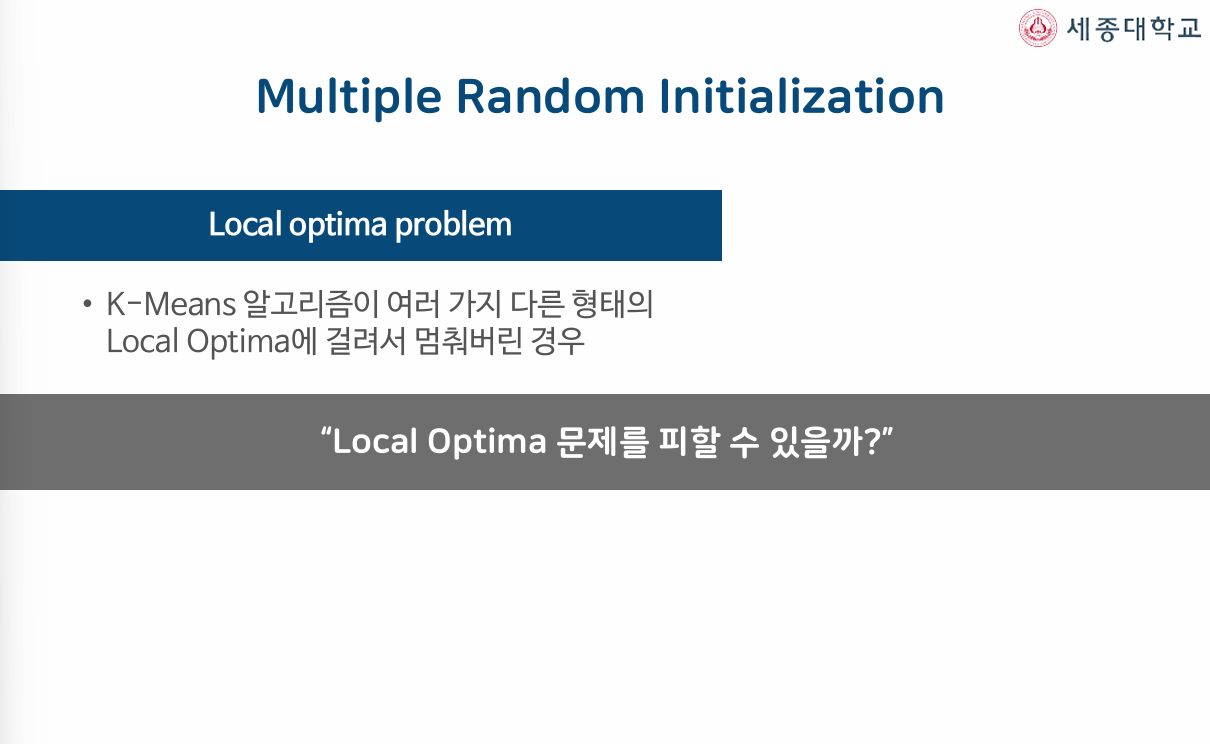 세종대학교
Multiple Random Initialization
Local optima problem
• K-Means 알고리즘이 여러 가지 다른 형태의
Local Optima에 걸려서 멈춰버린 경우
“Local Optima 문제를 피할 수 있을까?”